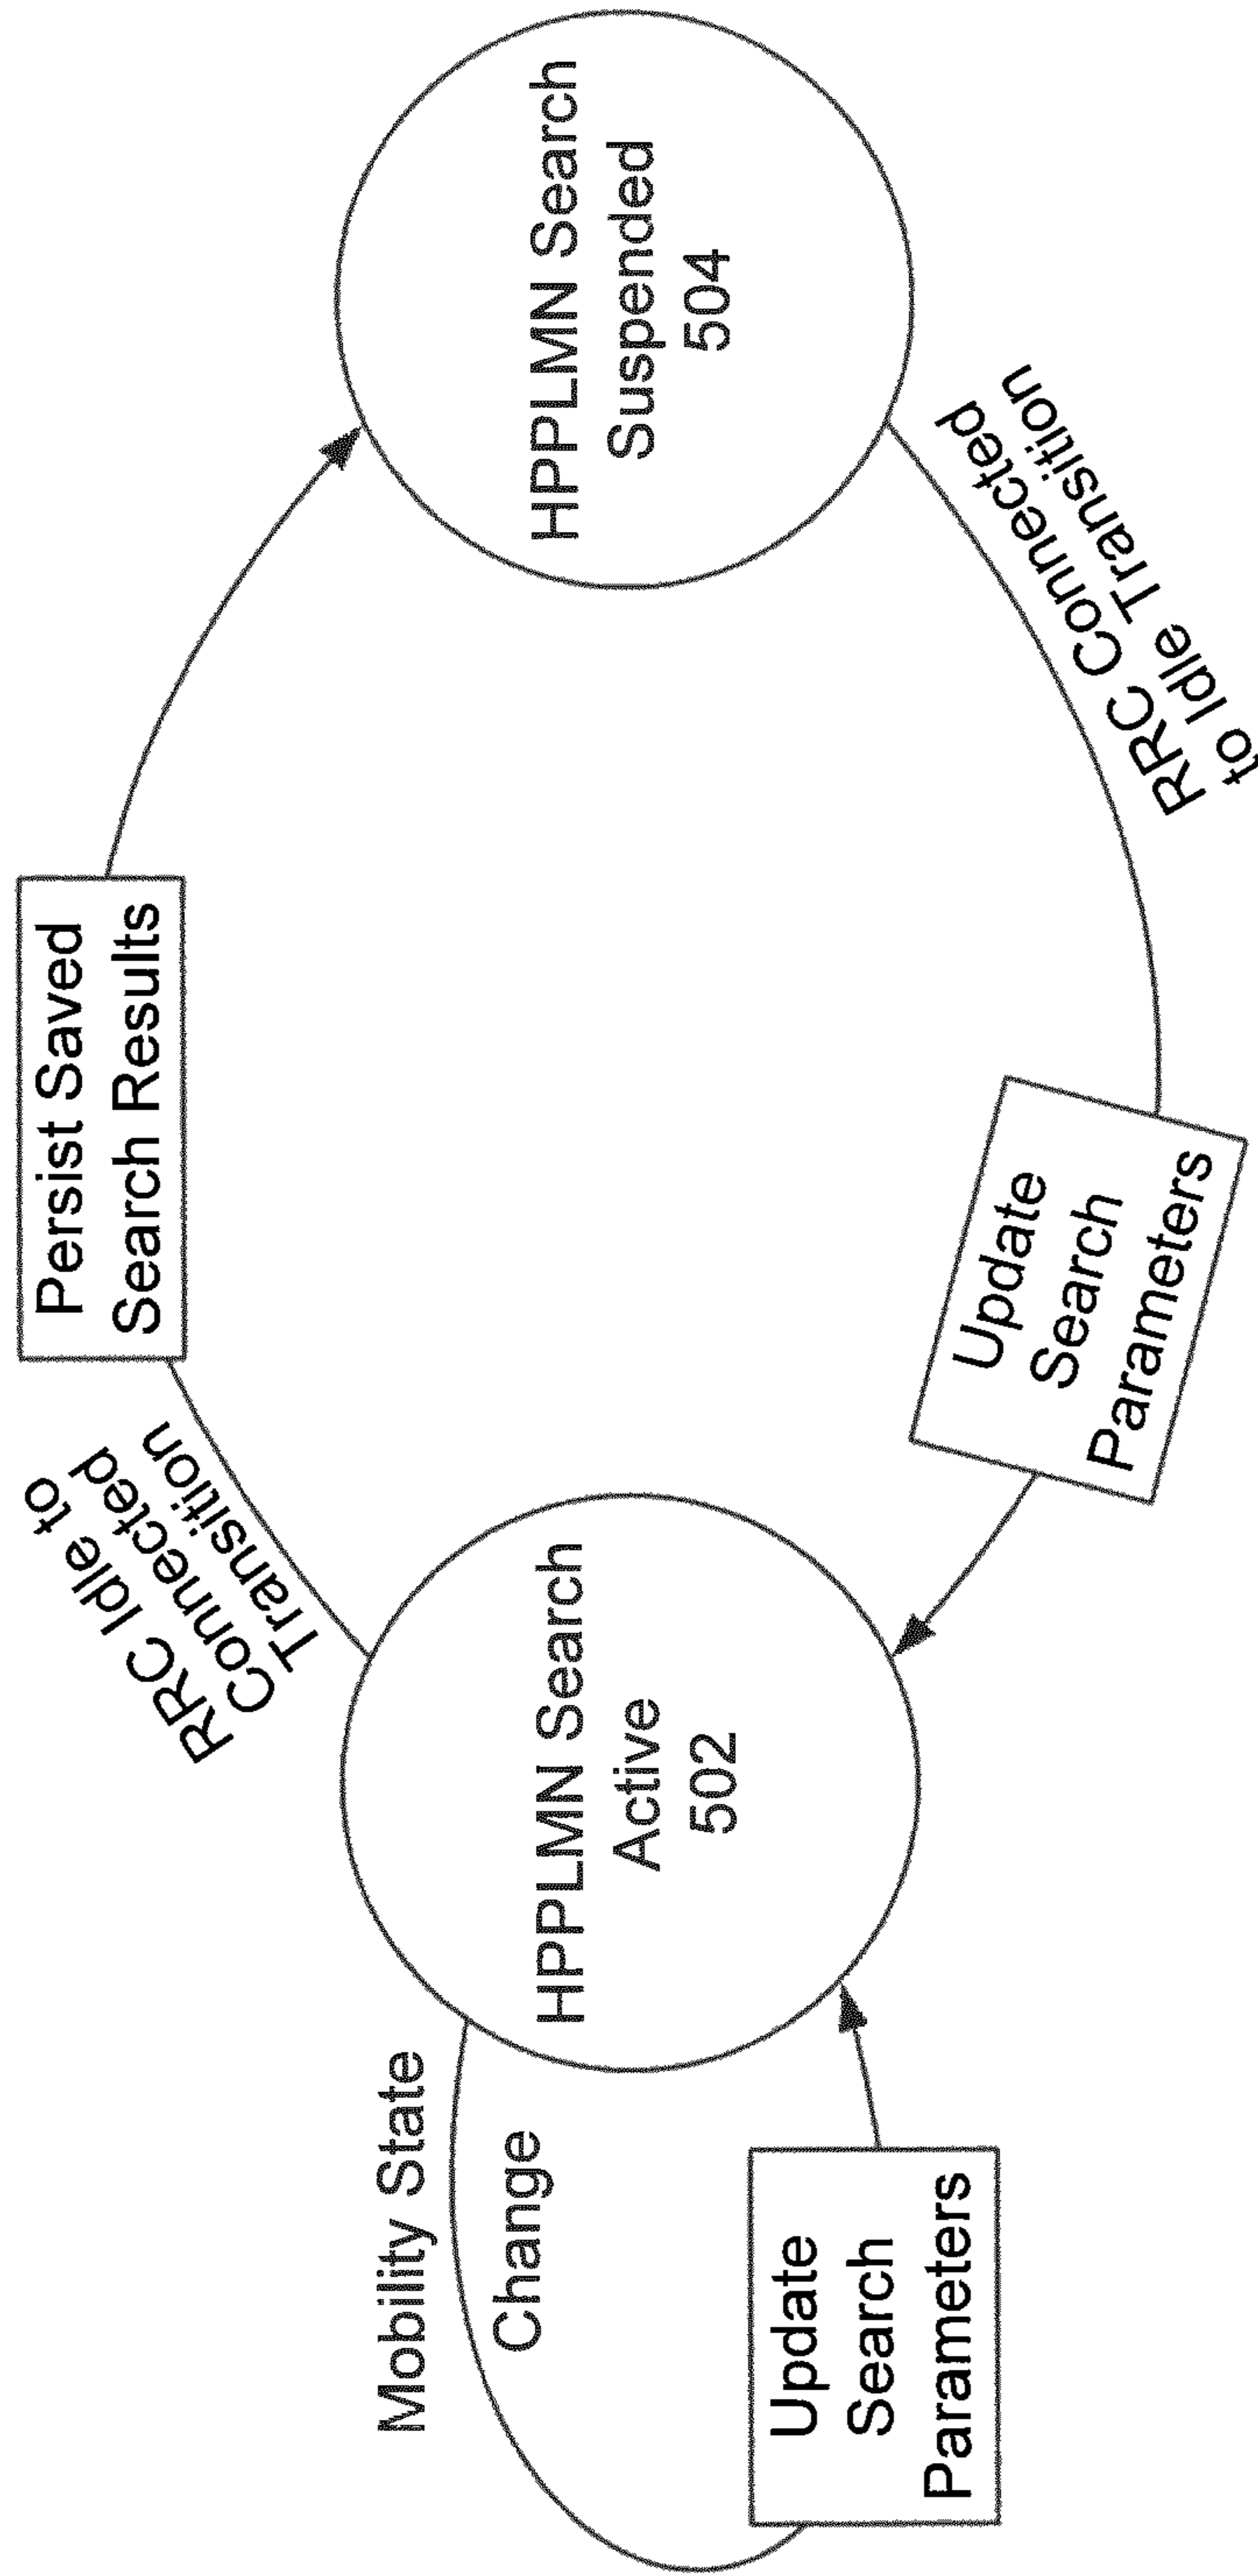 Mobility State
Change
Update
Search
Parameters
HPPLMN Search
Active
502
RRC Idle to
Connected
Transition
Persist Saved
Search Results
HPPLMN Search
Suspended
504
RRC Connected
to Idle Transition
Update
Search
Parameters